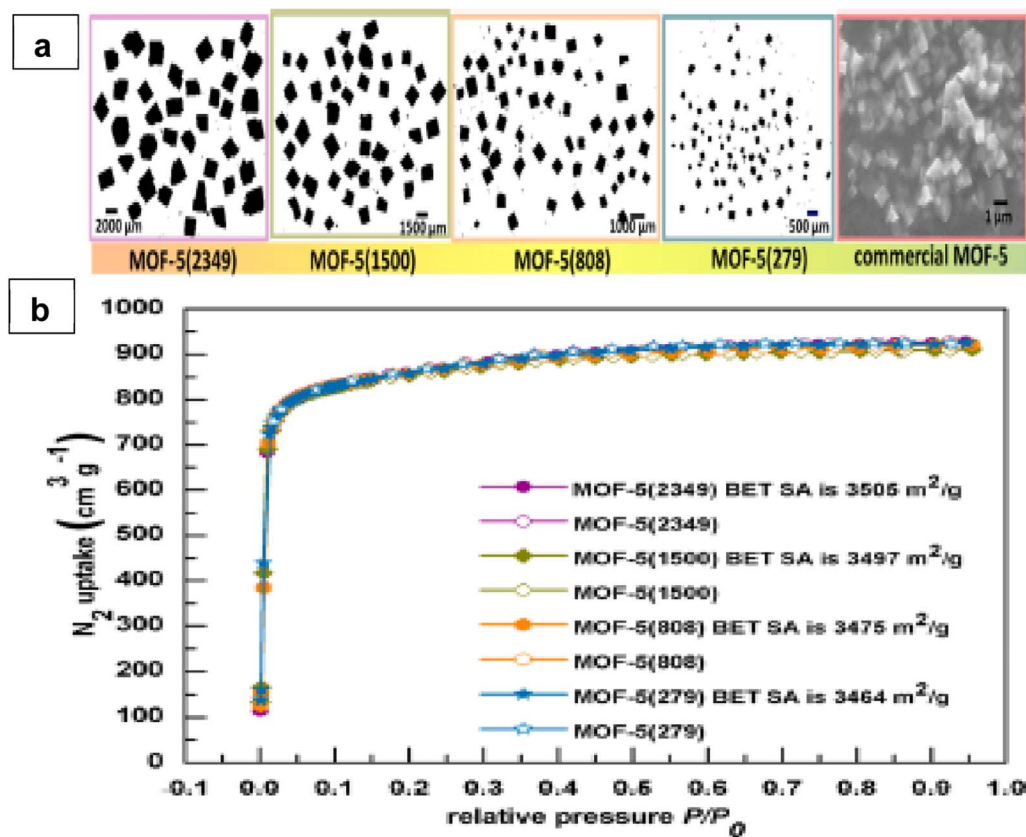 a
2000 µm
1500 µm
1000 µm
500 µm
1 µm
MOF-5(2349)
MOF-5(1500)
MOF-5(808)
MOF-5(279)
commercial MOF-5
b
N2 uptake (cm3 g-1)
1000
900
800
700
600
500
400
300
200
100
0
MOF-5(2349) BET SA is 3505 m²/g
MOF-5(2349)
MOF-5(1500) BET SA is 3497 m²/g
MOF-5(1500)
MOF-5(808) BET SA is 3475 m²/g
MOF-5(808)
MOF-5(279) BET SA is 3464 m²/g
MOF-5(279)
-0.1 0.0 0.1 0.2 0.3 0.4 0.5 0.6 0.7 0.8 0.9 1.0
relative pressure P/P0